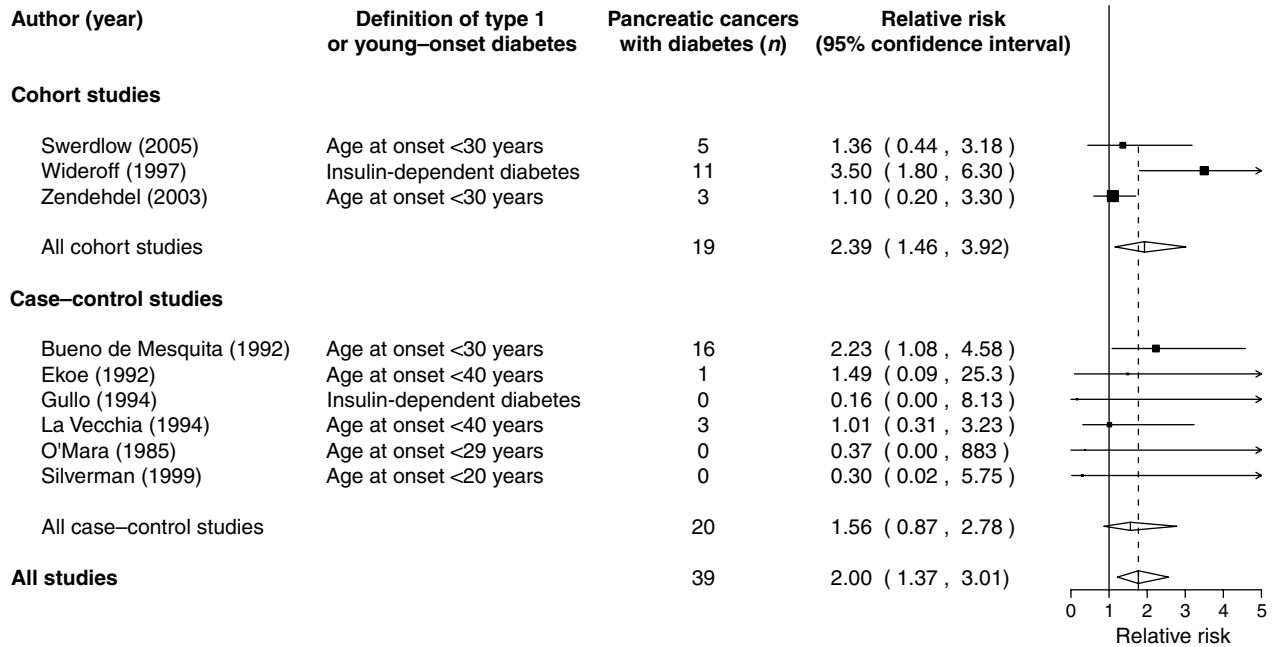 Author (year) Definition of type 1 Pancreatic cancers Relative risk
or young–onset diabetes with diabetes (n) (95% confidence interval)
Cohort studies
Swerdlow (2005) Age at onset <30 years 5 1.36 ( 0.44 , 3.18 )
Wideroff (1997) Insulin-dependent diabetes 11 3.50 ( 1.80 , 6.30 )
Zendehdel (2003) Age at onset <30 years 3 1.10 ( 0.20 , 3.30 )
All cohort studies 19 2.39 ( 1.46 , 3.92)
Case–control studies
Bueno de Mesquita (1992) Age at onset <30 years 16 2.23 ( 1.08 , 4.58 )
Ekoe (1992) Age at onset <40 years 1 1.49 ( 0.09 , 25.3 )
Gullo (1994) Insulin-dependent diabetes 0 0.16 ( 0.00 , 8.13 )
La Vecchia (1994) Age at onset <40 years 3 1.01 ( 0.31 , 3.23 )
O'Mara (1985) Age at onset <29 years 0 0.37 ( 0.00 , 883 )
Silverman (1999) Age at onset <20 years 0 0.30 ( 0.02 , 5.75 )
All case–control studies 20 1.56 ( 0.87 , 2.78 )
All studies 39 2.00 ( 1.37 , 3.01)
0 1 2 3 4 5
Relative risk